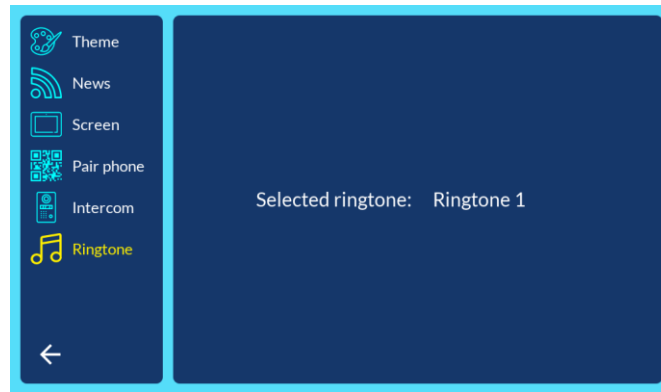 Theme
News
Screen
Pair phone
Intercom
Ringtone
Selected ringtone: Ringtone 1